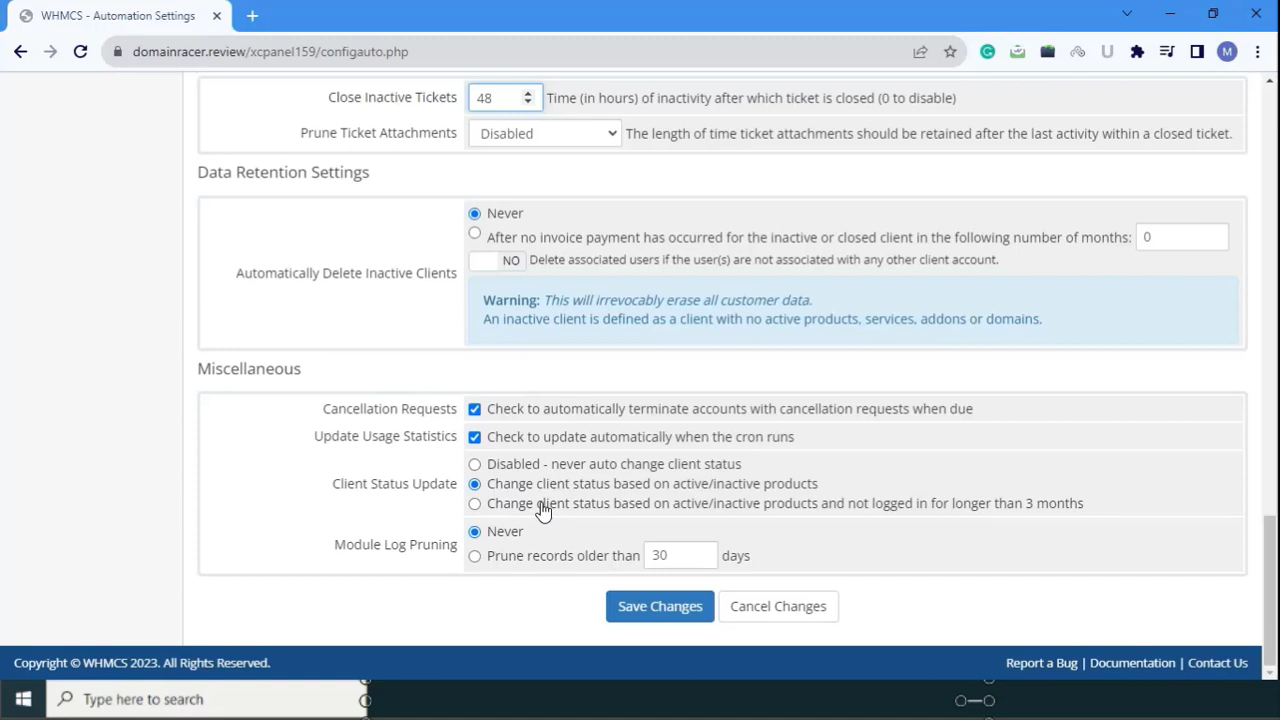 WHMCS - Automation Settings
domainracer.review/xcpanel159/configauto.php
M
Close Inactive Tickets 48 Time (in hours) of inactivity after which ticket is closed (0 to disable)
Prune Ticket Attachments Disabled The length of time ticket attachments should be retained after the last activity within a closed ticket.
Data Retention Settings
Never
After no invoice payment has occurred for the inactive or closed client in the following number of months: 0
Automatically Delete Inactive Clients
NO Delete associated users if the user(s) are not associated with any other client account.
Warning: This will irrevocably erase all customer data.
An inactive client is defined as a client with no active products, services, addons or domains.
Miscellaneous
Cancellation Requests Check to automatically terminate accounts with cancellation requests when due
Update Usage Statistics Check to update automatically when the cron runs
Disabled - never auto change client status
Client Status Update Change client status based on active/inactive products
Change client status based on active/inactive products and not logged in for longer than 3 months
Never
Module Log Pruning
Prune records older than 30 days
Save Changes Cancel Changes
Copyright © WHMCS 2023. All Rights Reserved. Report a Bug | Documentation | Contact Us
Type here to search